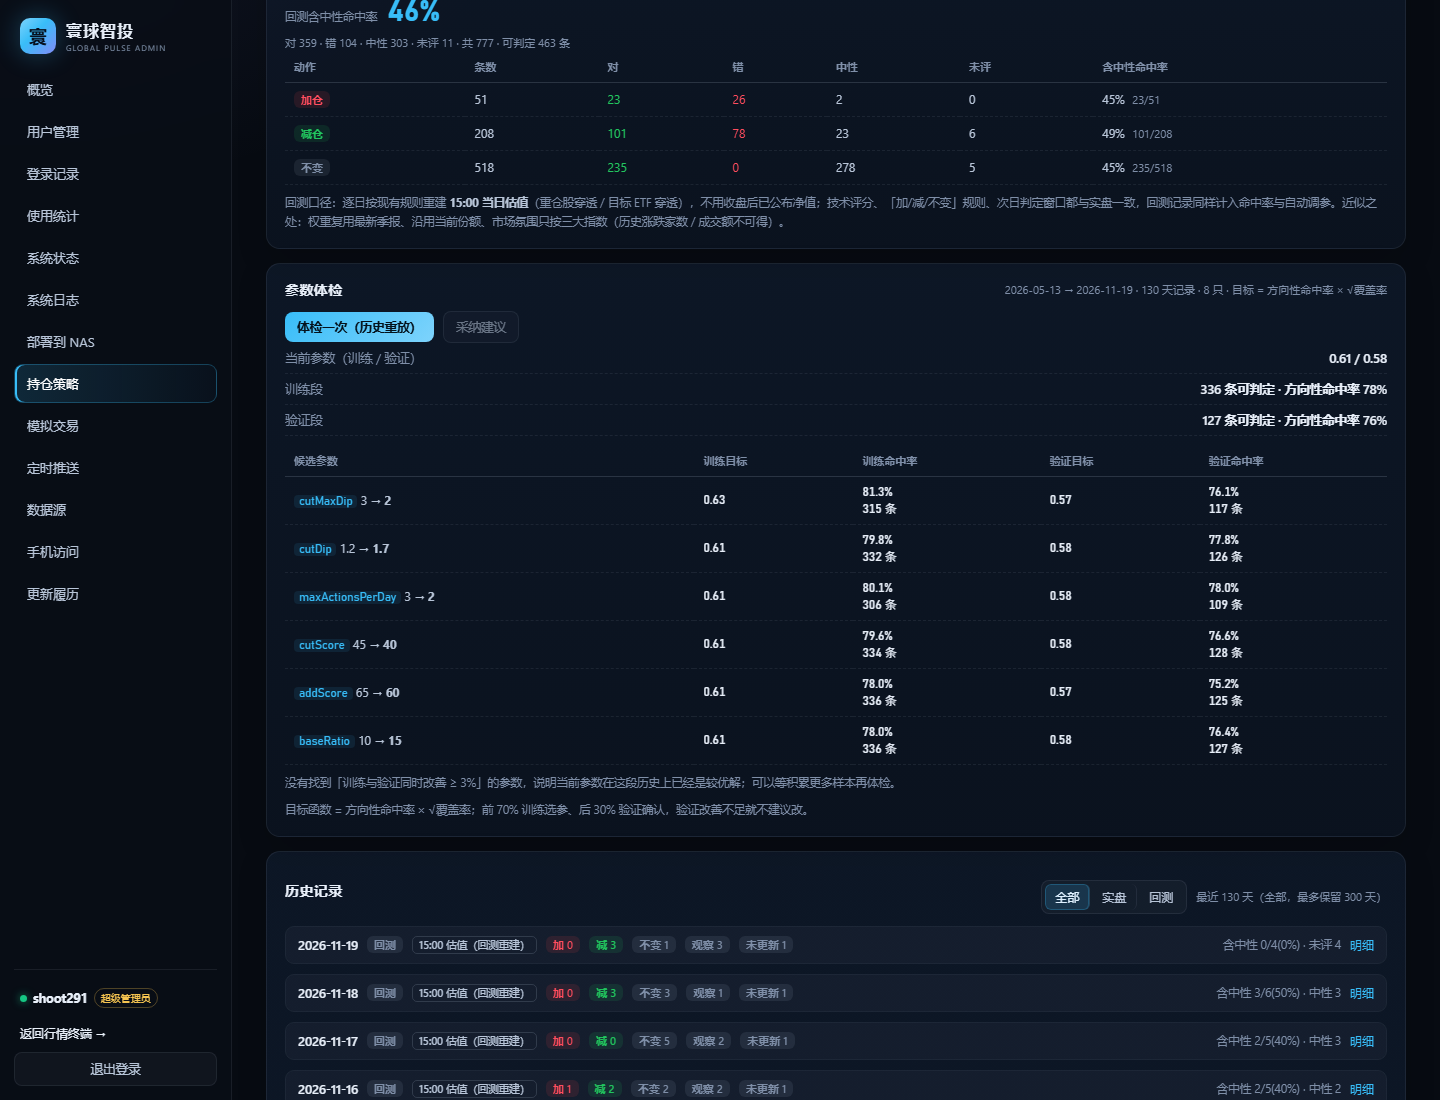 寰
寰球智投
GLOBAL PULSE ADMIN
概览
用户管理
登录记录
使用统计
系统状态
系统日志
部署到 NAS
持仓策略
模拟交易
定时推送
数据源
手机访问
更新履历
shoot291 超级管理员
返回行情终端 →
退出登录
回测含中性命中率 46%
对 359 · 错 104 · 中性 303 · 未评 11 · 共 777 · 可判定 463 条
动作 条数 对 错 中性 未评 含中性命中率
加仓 51 23 26 2 0 45% 23/51
减仓 208 101 78 23 6 49% 101/208
不变 518 235 0 278 5 45% 235/518
回测口径：逐日按现有规则重建 15:00 当日估值（重仓股穿透 / 目标 ETF 穿透），不用收盘后已公布净值；技术评分、「加/减/不变」规则、次日判定窗口都与实盘一致，回测记录同样计入命中率与自动调参。近似之
处：权重复用最新季报、沿用当前份额、市场氛围只按三大指数（历史涨跌家数 / 成交额不可得）。
参数体检
2026-05-13 → 2026-11-19 · 130 天记录 · 8 只 · 目标 = 方向性命中率 × √覆盖率
体检一次（历史重放） 采纳建议
当前参数（训练 / 验证） 0.61 / 0.58
训练段 336 条可判定 · 方向性命中率 78%
验证段 127 条可判定 · 方向性命中率 76%
候选参数 训练目标 训练命中率 验证目标 验证命中率
cutMaxDip 3 → 2 0.63 81.3% 315 条 0.57 76.1% 117 条
cutDip 1.2 → 1.7 0.61 79.8% 332 条 0.58 77.8% 126 条
maxActionsPerDay 3 → 2 0.61 80.1% 306 条 0.58 78.0% 109 条
cutScore 45 → 40 0.61 79.6% 334 条 0.58 76.6% 128 条
addScore 65 → 60 0.61 78.0% 336 条 0.57 75.2% 125 条
baseRatio 10 → 15 0.61 78.0% 336 条 0.58 76.4% 127 条
没有找到「训练与验证同时改善 ≥ 3%」的参数，说明当前参数在这段历史上已经是较优解；可以等积累更多样本再体检。
目标函数 = 方向性命中率 × √覆盖率；前 70% 训练选参、后 30% 验证确认，验证改善不足就不建议改。
历史记录
全部 实盘 回测 最近 130 天（全部，最多保留 300 天）
2026-11-19 回测 15:00 估值（回测重建） 加 0 减 3 不变 1 观察 3 未更新 1 含中性 0/4(0%) · 未评 4 明细
2026-11-18 回测 15:00 估值（回测重建） 加 0 减 3 不变 3 观察 1 未更新 1 含中性 3/6(50%) · 中性 3 明细
2026-11-17 回测 15:00 估值（回测重建） 加 0 减 0 不变 5 观察 2 未更新 1 含中性 2/5(40%) · 中性 3 明细
2026-11-16 回测 15:00 估值（回测重建） 加 1 减 2 不变 2 观察 2 未更新 1 含中性 2/5(40%) · 中性 2 明细